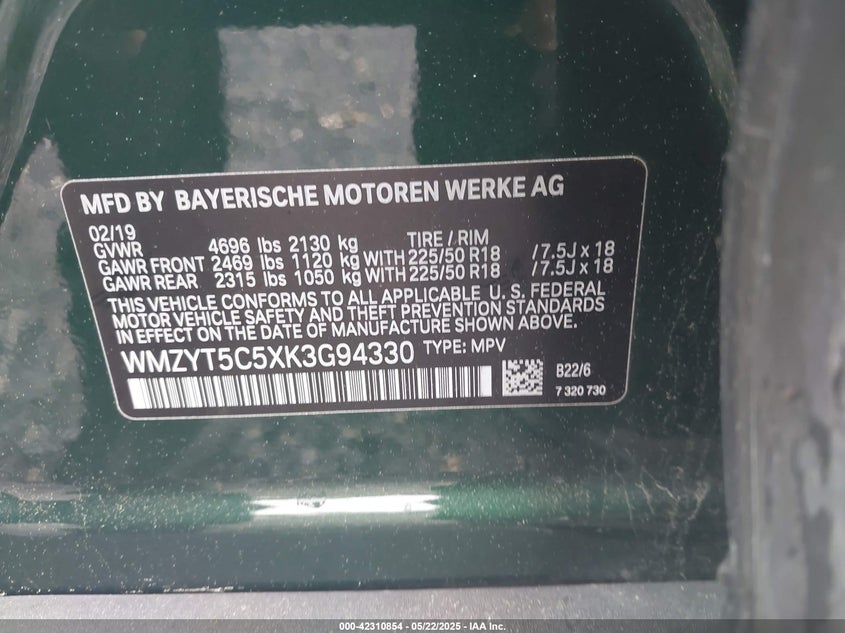 MFD BY BAYERISCHE MOTOREN WERKE AG
02/19
GVWR 4696 lbs 2130 kg TIRE / RIM
GAWR FRONT 2469 lbs 1120 kg WITH 225/50 R18 /7.5J x 18
GAWR REAR 2315 lbs 1050 kg WITH 225/50 R18 /7.5J x 18
THIS VEHICLE CONFORMS TO ALL APPLICABLE U. S. FEDERAL
MOTOR VEHICLE SAFETY AND THEFT PREVENTION STANDARDS
IN EFFECT ON THE DATE OF MANUFACTURE SHOWN ABOVE.
WMZYT5C5XK3G94330 TYPE: MPV
B22/6
7 320 730
000-42310854 - 05/22/2025 - IAA Inc.